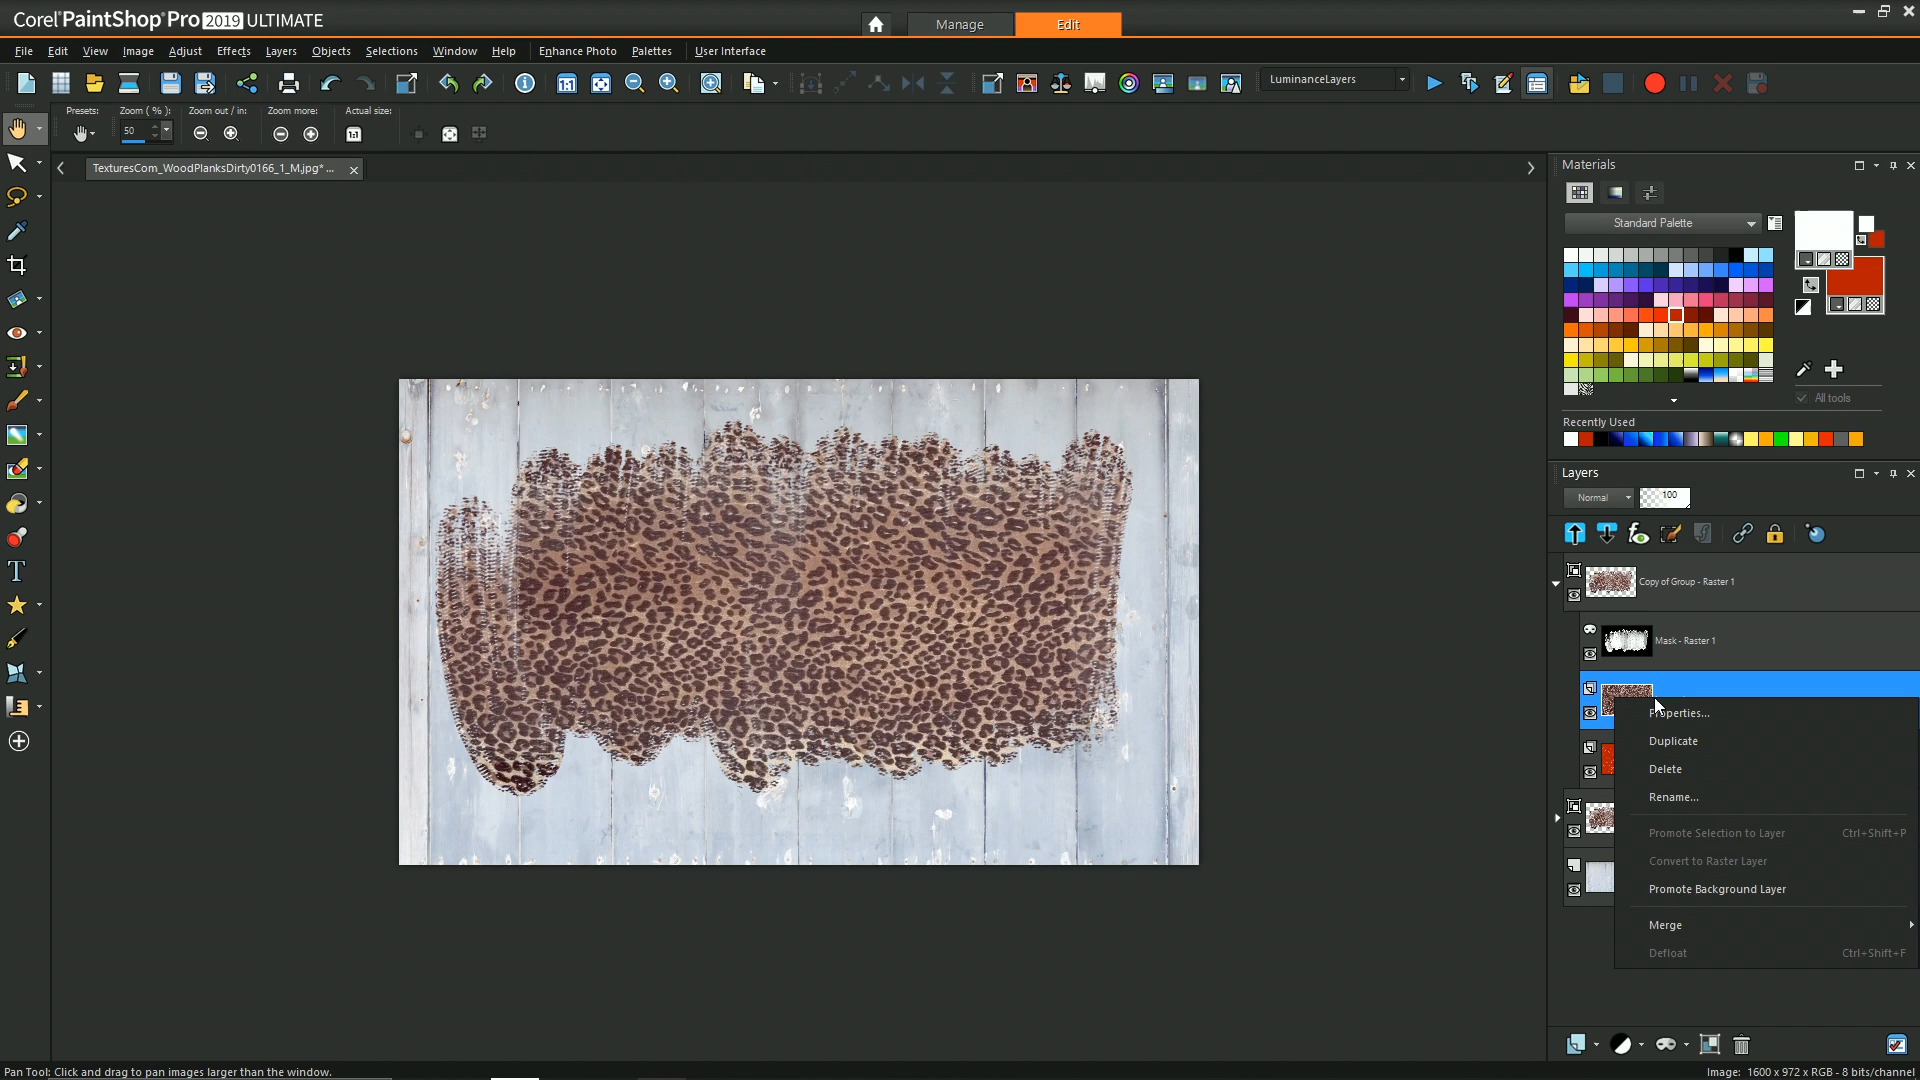 Corel PaintShop Pro 2019 ULTIMATE
Manage
Edit
File Edit View Image Adjust Effects Layers Objects Selections Window Help Enhance Photo Palettes User Interface
LuminanceLayers
Presets: Zoom ( % ): Zoom out / in: Zoom more: Actual size:
50
TexturesCom_WoodPlanksDirty0166_1_M.jpg* ...
Materials
Standard Palette
All tools
Recently Used
Layers
Normal
100
Copy of Group - Raster 1
Mask - Raster 1
Properties...
Duplicate
Delete
Rename...
Promote Selection to Layer Ctrl+Shift+P
Convert to Raster Layer
Promote Background Layer
Merge
Defloat Ctrl+Shift+F
Pan Tool: Click and drag to pan images larger than the window.
Image: 1600 x 972 x RGB - 8 bits/channel